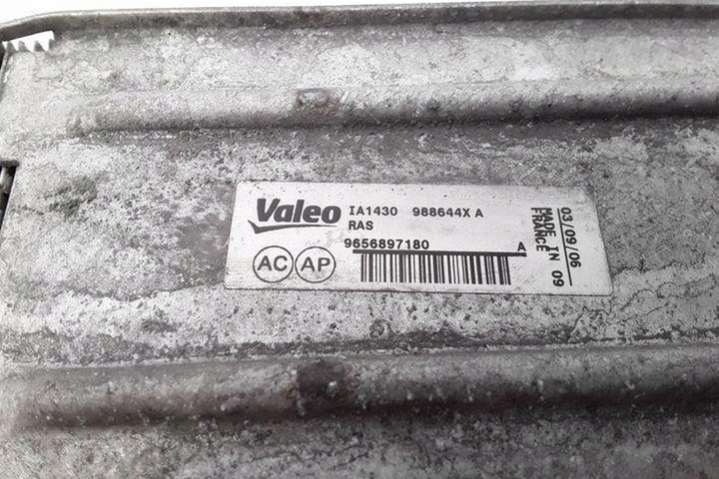 Valeo IA1430 988644X A
RAS
9656897180 A
AC AP
03/09/06
MADE IN 09
FRANCE